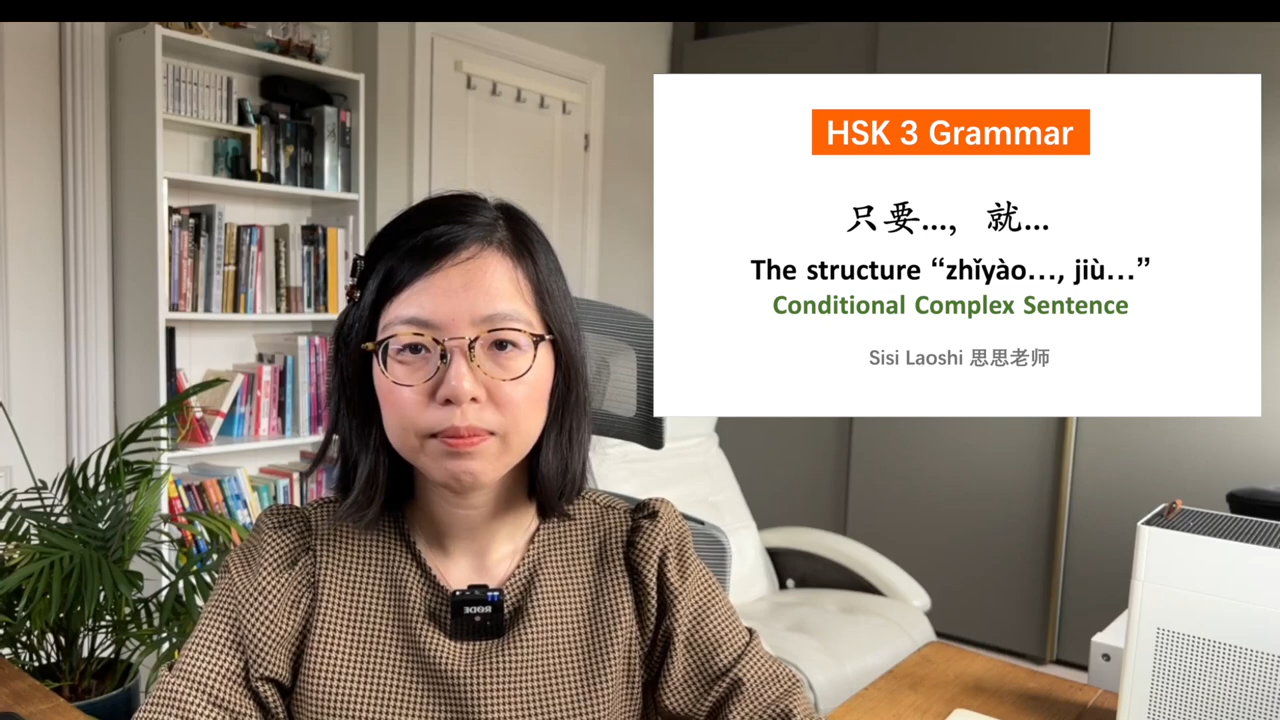 HSK 3 Grammar
只要..., 就...
The structure “zhǐyào..., jiù...”
Conditional Complex Sentence
Sisi Laoshi 思思老师
RØDE